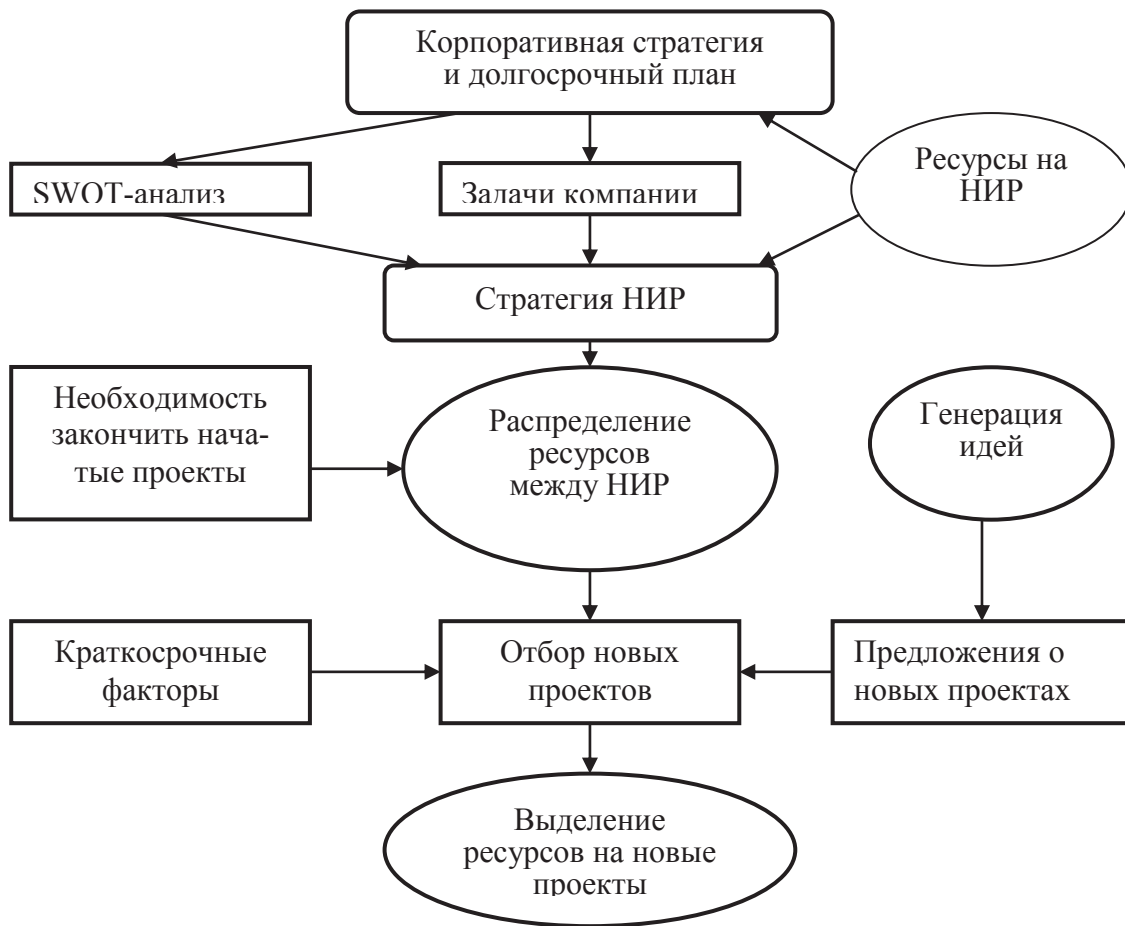 Корпоративная стратегия
и долгосрочный план
SWOT-анализ
Задачи компании
Ресурсы на
НИР
Стратегия НИР
Необходимость
закончить нача-
тые проекты
Распределение
ресурсов
между НИР
Генерация
идей
Краткосрочные
факторы
Отбор новых
проектов
Предложения о
новых проектах
Выделение
ресурсов на новые
проекты